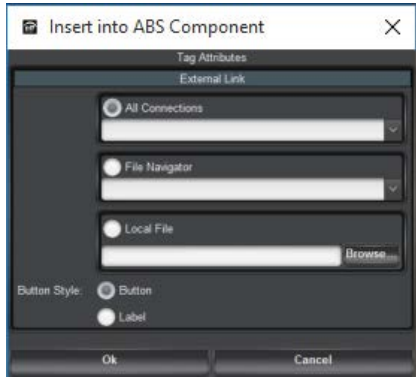 Insert into ABS Component
Tag Attributes
External Link
All Connections
File Navigator
Local File
Browse...
Button Style: Button
Label
Ok Cancel